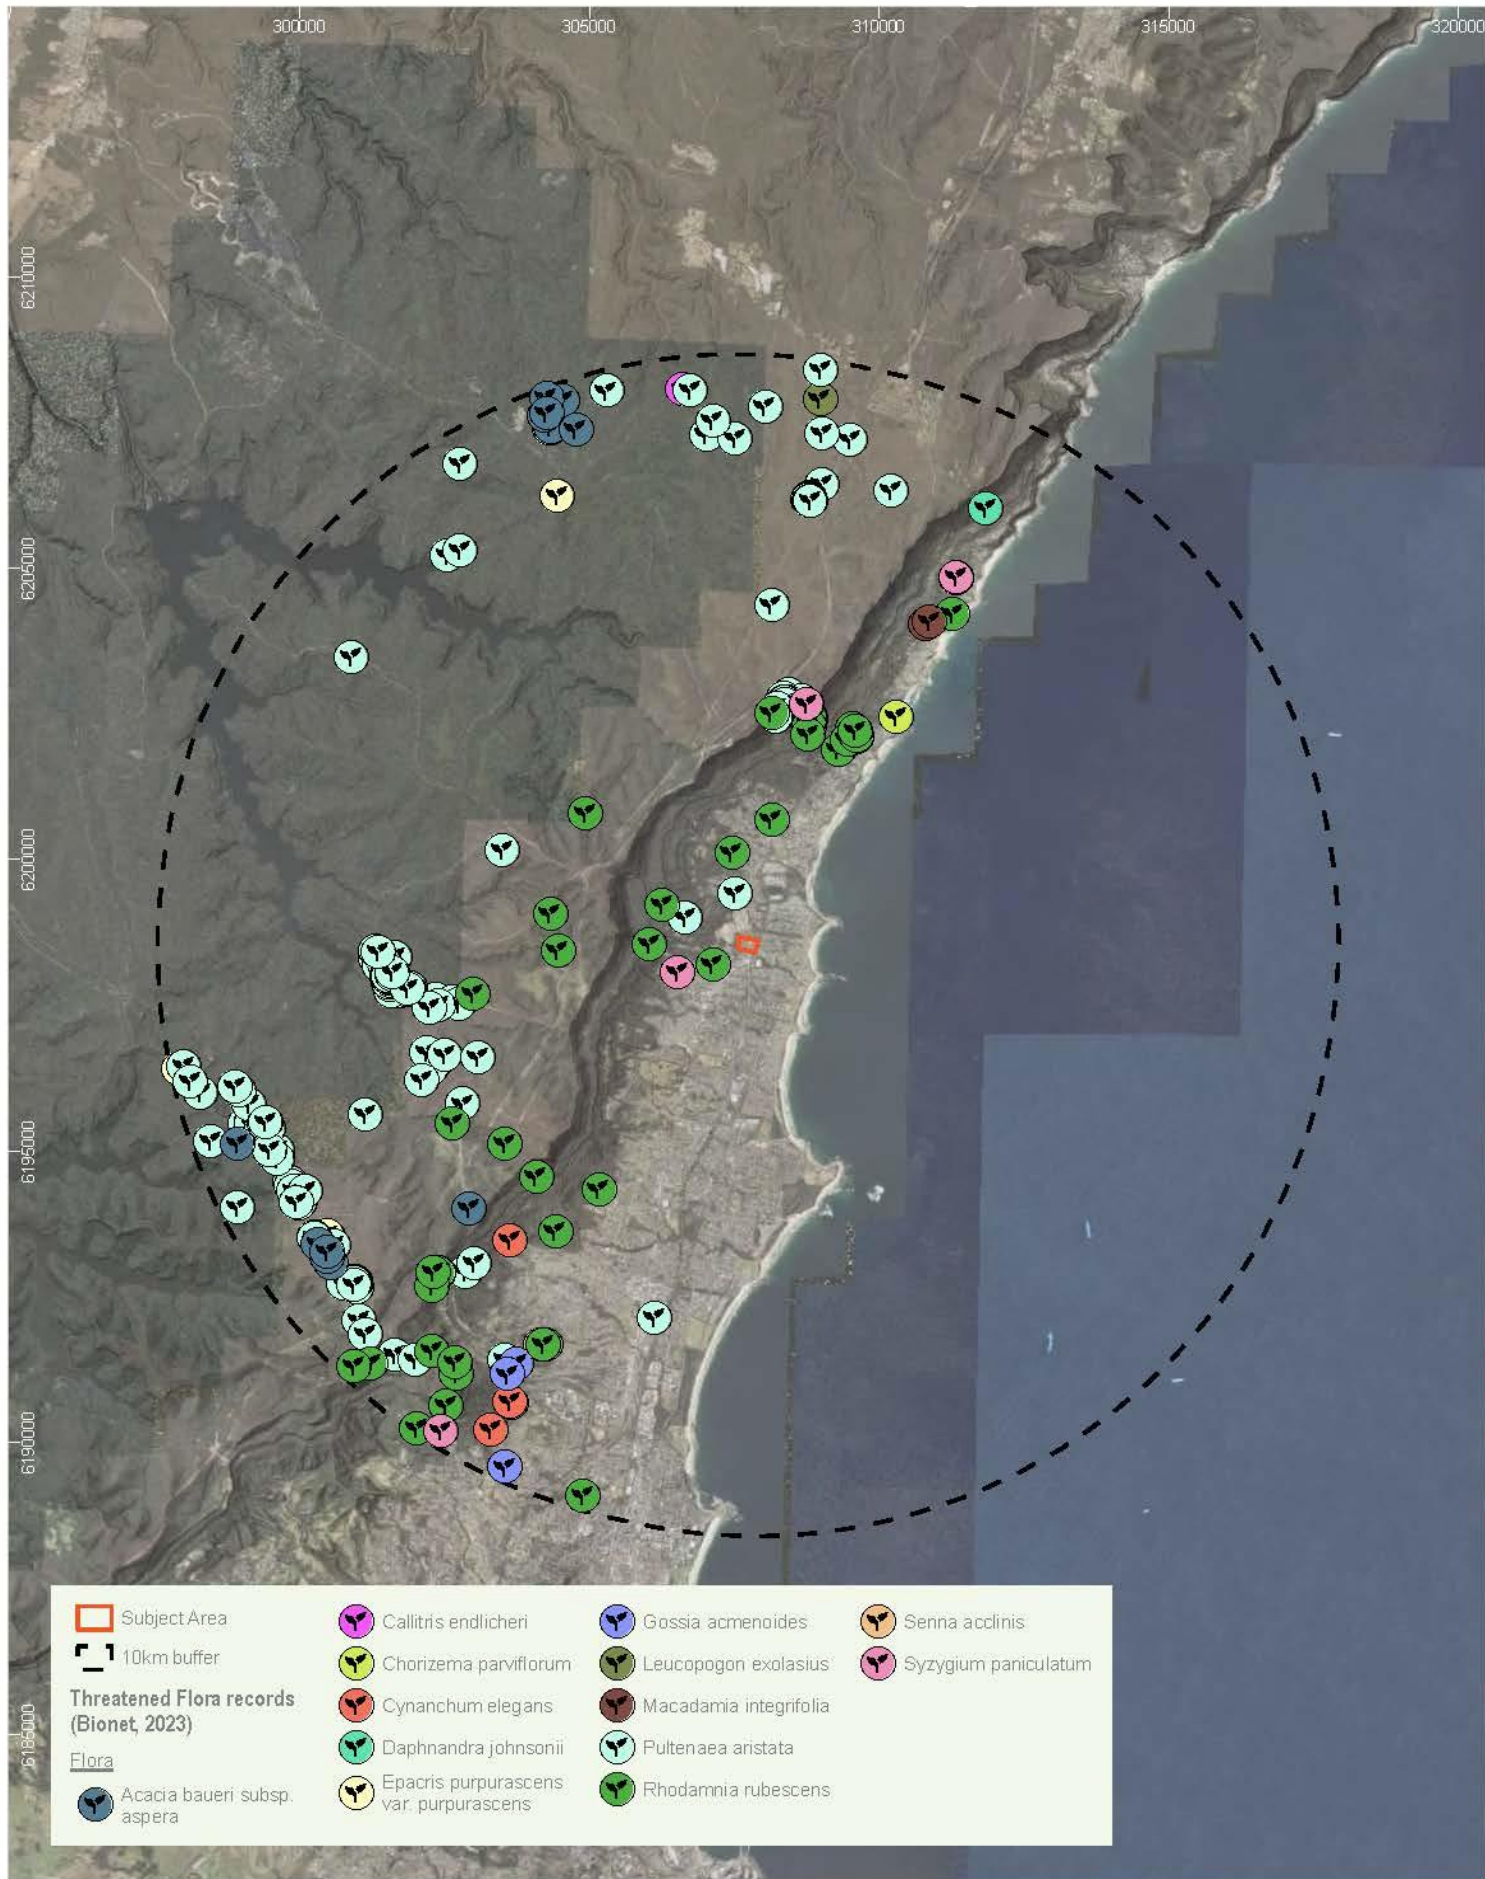 300000
305000
310000
315000
320000
6210000
6205000
6200000
6195000
6190000
6185000
Subject Area
10km buffer
Threatened Flora records
(Bionet, 2023)
Flora
Acacia baueri subsp.
aspera
Callitris endlicheri
Chorizema parviflorum
Cynanchum elegans
Daphnandra johnsonii
Epacris purpurascens
var. purpurascens
Gossia acmenoides
Leucopogon exolasius
Macadamia integrifolia
Pultenaea aristata
Rhodamnia rubescens
Senna acclinis
Syzygium paniculatum